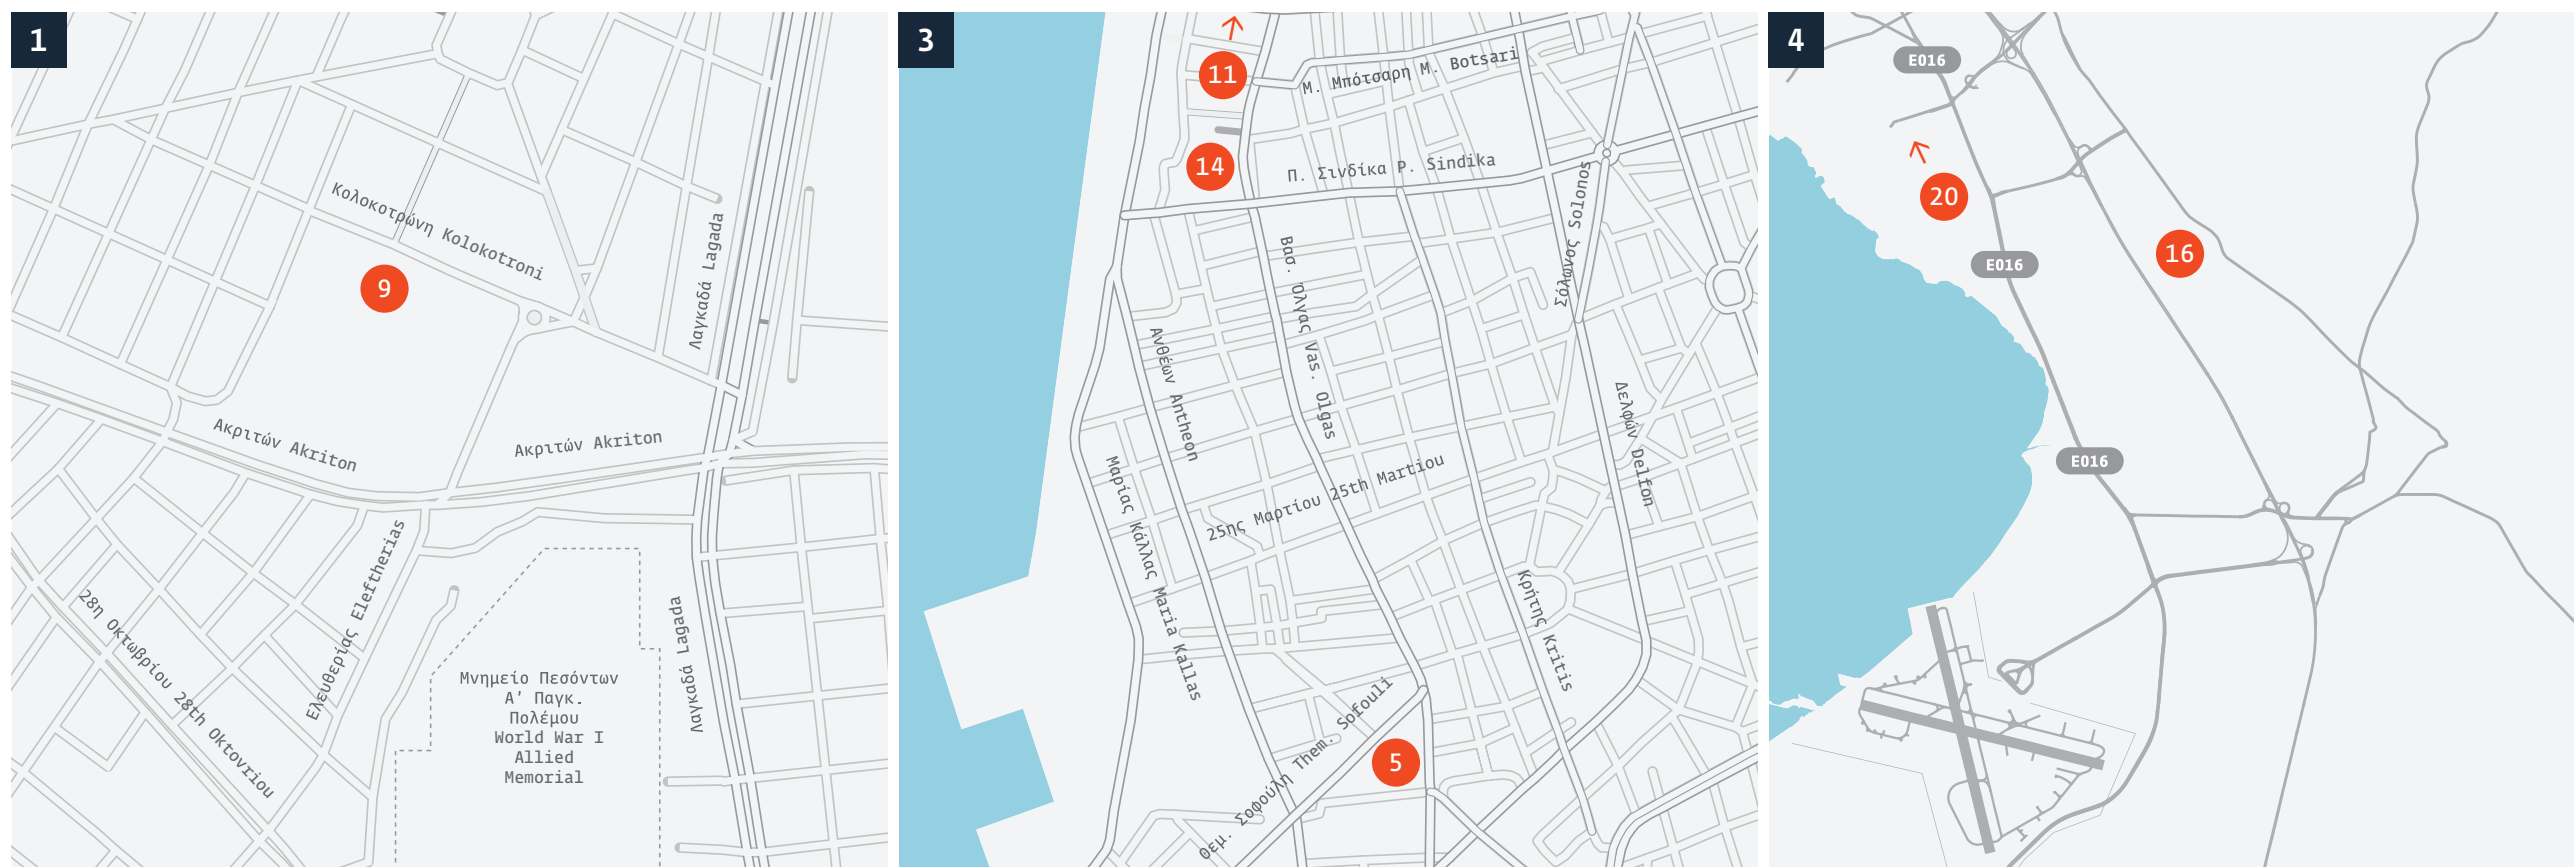 1
Κολοκοτρώνη Kolokotroni
9
Λαγκαδά Lagada
Ακριτών Akriton
Ακριτών Akriton
Ελευθερίας Eleftherias
28η Οκτωβρίου 28th Oktovriou
Λαγκαδά Lagada
Μνημείο Πεσόντων
Α’ Παγκ.
Πολέμου
World War I
Allied
Memorial
3
11
Μ. Μπότσαρη M. Botsari
14
Π. Σινδίκα P. Sindika
Σόλωνος Solonos
Βασ. Όλγας Vas. Olgas
Ανθέων Antheon
Δελφών Delfon
25ης Μαρτίου 25th Martiou
Μαρίας Κάλλας Maria Kallas
Κρήτης Kritis
Θεμ. Σοφούλη Them. Sofouli
5
4
E016
20
16
E016
E016